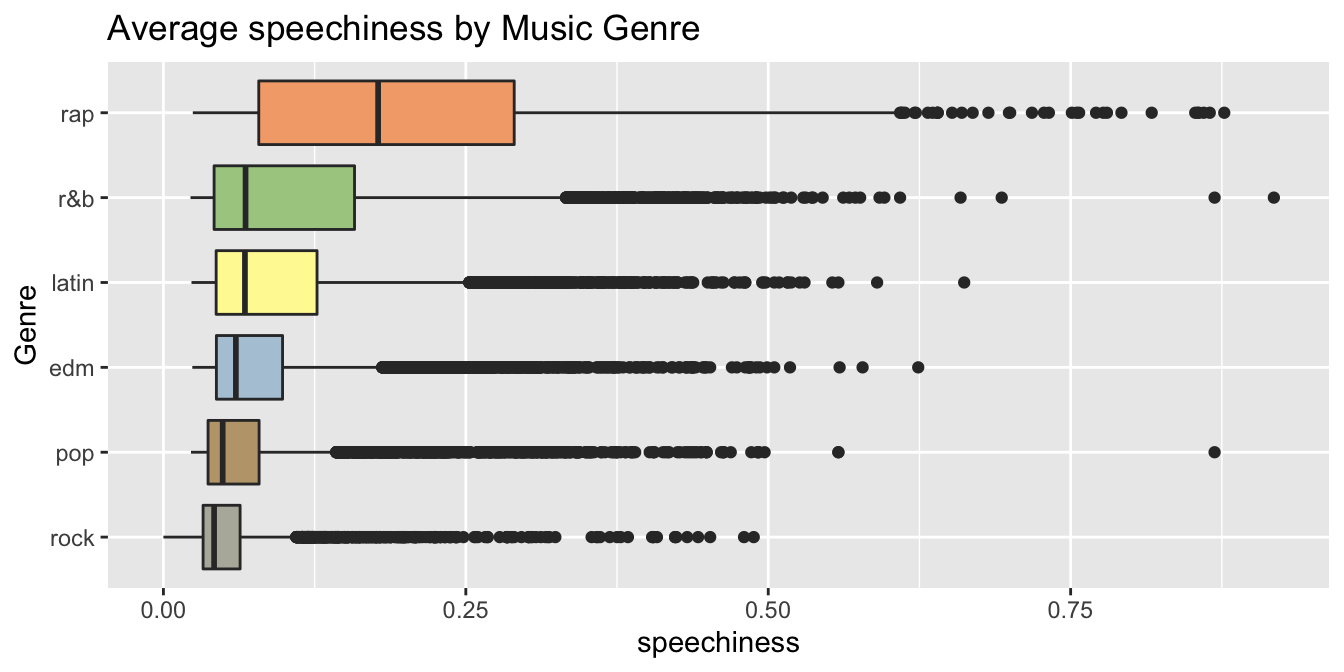 Average speechiness by Music Genre
rap
r&b
latin
edm
pop
rock
Genre
0.00 0.25 0.50 0.75
speechiness